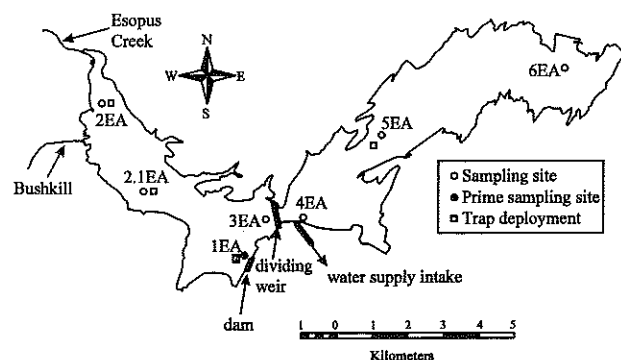 Esopus
Creek
N
W E
S
6EA
2EA
5EA
Bushkill
2.1EA
Sampling site
Prime sampling site
Trap deployment
3EA
4EA
1EA
dividing
weir
water supply intake
dam
1 0 1 2 3 4 5
Kilometers